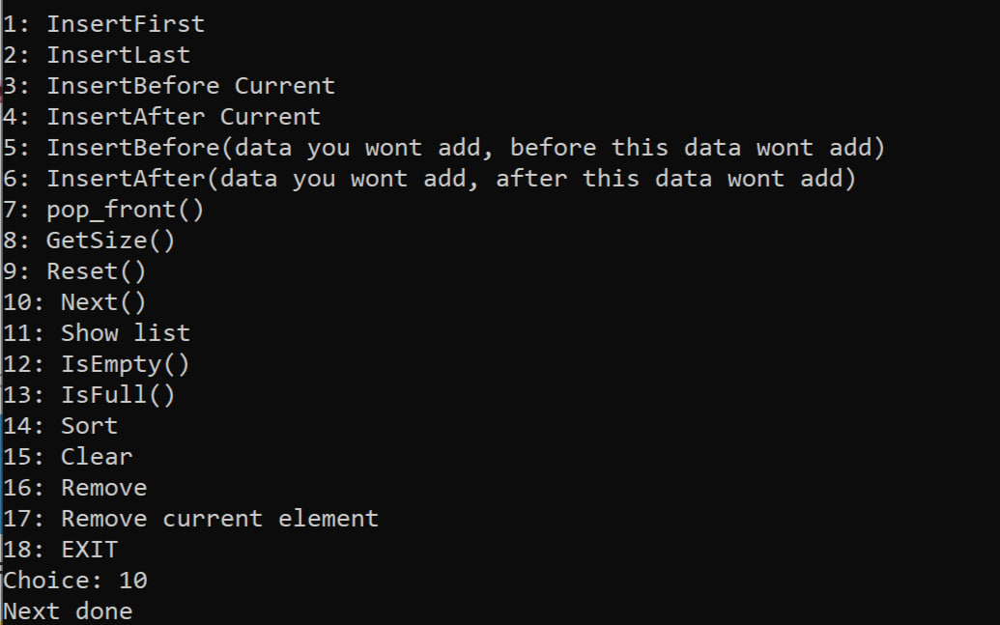 1: InsertFirst
2: InsertLast
3: InsertBefore Current
4: InsertAfter Current
5: InsertBefore(data you wont add, before this data wont add)
6: InsertAfter(data you wont add, after this data wont add)
7: pop_front()
8: GetSize()
9: Reset()
10: Next()
11: Show list
12: IsEmpty()
13: IsFull()
14: Sort
15: Clear
16: Remove
17: Remove current element
18: EXIT
Choice: 10
Next done